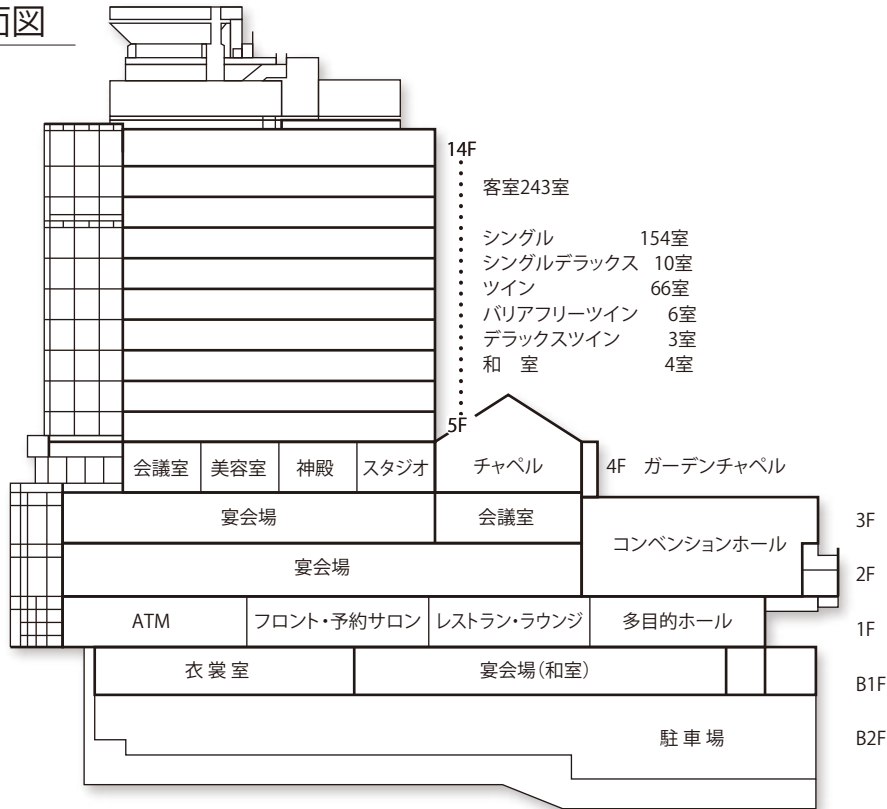 面図
14F
客室243室
シングル 154室
シングルデラックス 10室
ツイン 66室
バリアフリーツイン 6室
デラックスツイン 3室
和 室 4室
5F
会議室 美容室 神殿 スタジオ チャペル 4F ガーデンチャペル
宴会場 会議室 3F
コンベンションホール
宴会場 2F
ATM フロント・予約サロン レストラン・ラウンジ 多目的ホール 1F
衣裳室 宴会場(和室) B1F
駐車場 B2F